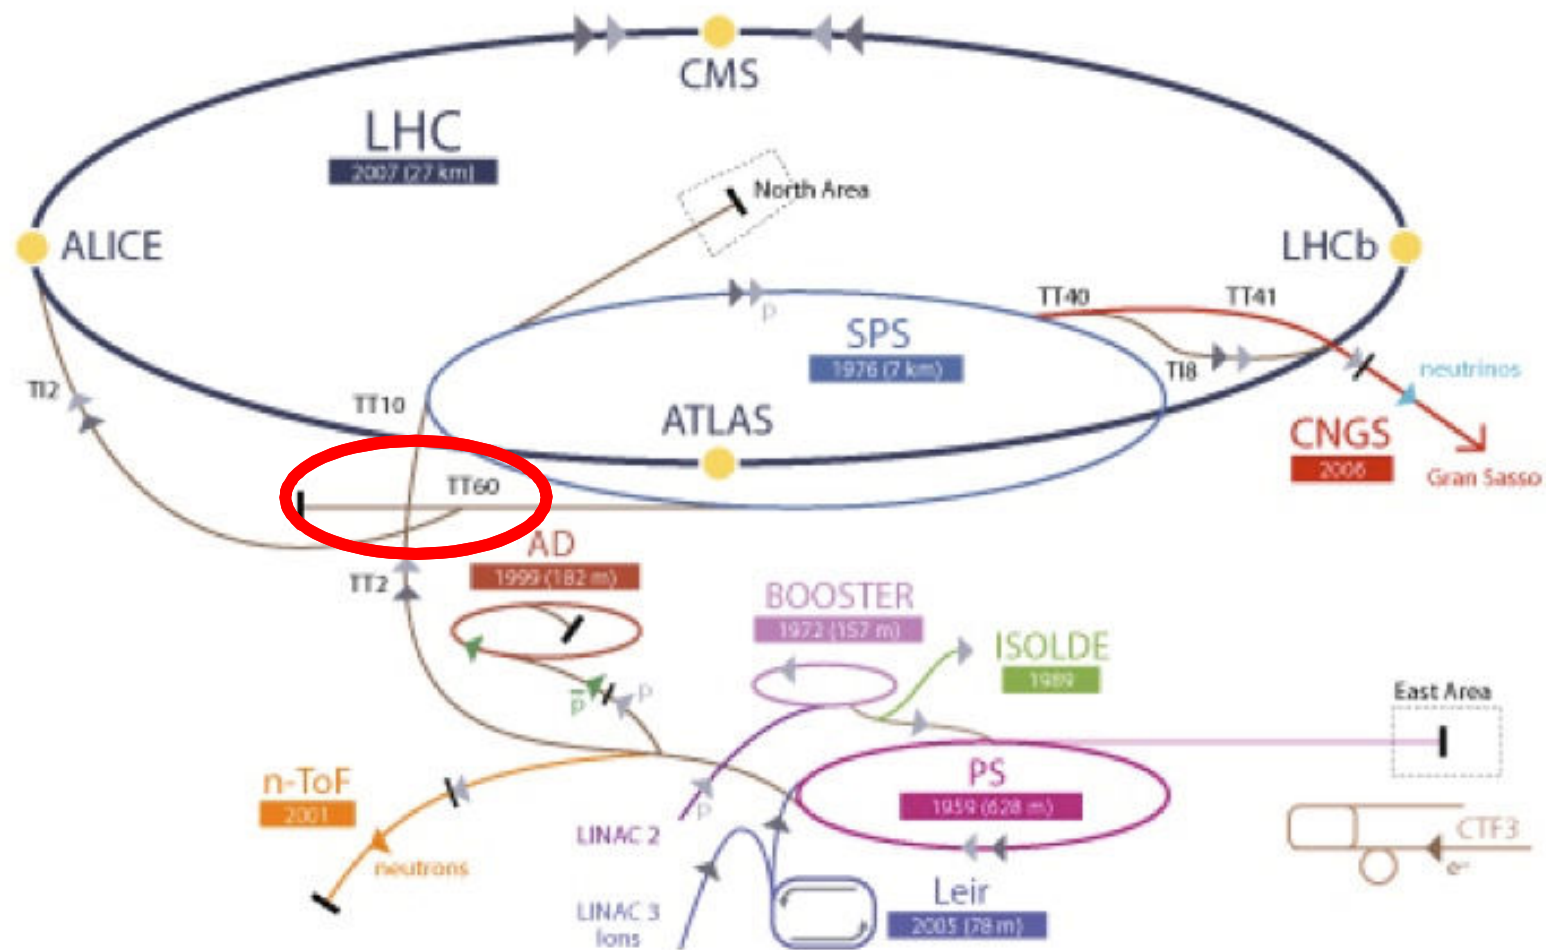 CMS
LHC
2007 (27 km)
North Area
ALICE
LHCb
TT40
TT41
SPS
1976 (7 km)
p
TI8
neutrinos
TI2
TT10
ATLAS
CNGS
2006
Gran Sasso
TT60
AD
1999 (182 m)
TT2
BOOSTER
1972 (157 m)
ISOLDE
1989
p
p̅
East Area
n-ToF
2001
PS
1959 (628 m)
p
LINAC 2
CTF3
e-
neutrons
Leir
2005 (78 m)
LINAC 3
Ions